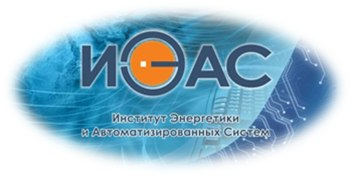 ИЭАС
Институт Энергетики
и Автоматизированных Систем